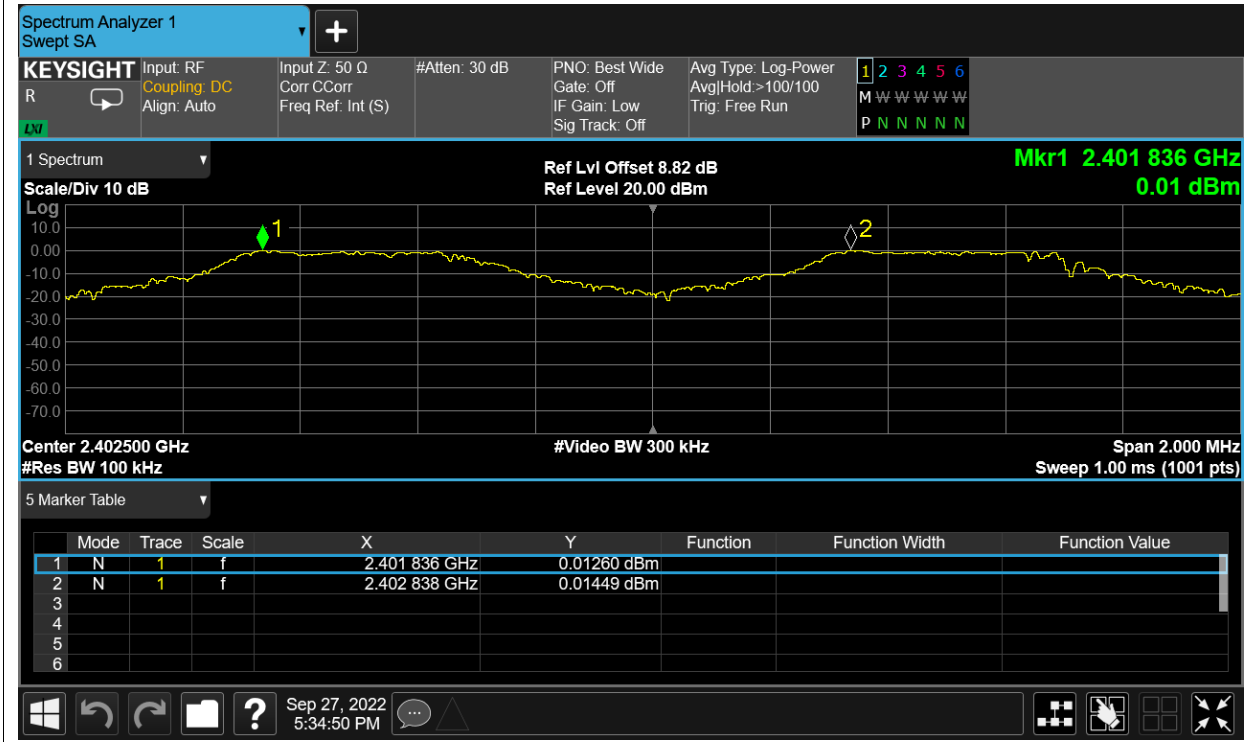 Spectrum Analyzer 1
Swept SA
KEYSIGHT
R
LXI
Input: RF
Coupling: DC
Align: Auto
Input Z: 50 Ω
Corr CCorr
Freq Ref: Int (S)
#Atten: 30 dB
PNO: Best Wide
Gate: Off
IF Gain: Low
Sig Track: Off
Avg Type: Log-Power
Avg|Hold:>100/100
Trig: Free Run
1 2 3 4 5 6
M W W W W W
P N N N N N
1 Spectrum
Scale/Div 10 dB
Ref Lvl Offset 8.82 dB
Ref Level 20.00 dBm
Mkr1 2.401 836 GHz
0.01 dBm
Log
10.0
0.00
-10.0
-20.0
-30.0
-40.0
-50.0
-60.0
-70.0
1
2
Center 2.402500 GHz
#Video BW 300 kHz
Span 2.000 MHz
#Res BW 100 kHz
Sweep 1.00 ms (1001 pts)
5 Marker Table
Mode Trace Scale X Y Function Function Width Function Value
1 N 1 f 2.401 836 GHz 0.01260 dBm
2 N 1 f 2.402 838 GHz 0.01449 dBm
3
4
5
6
?
Sep 27, 2022
5:34:50 PM